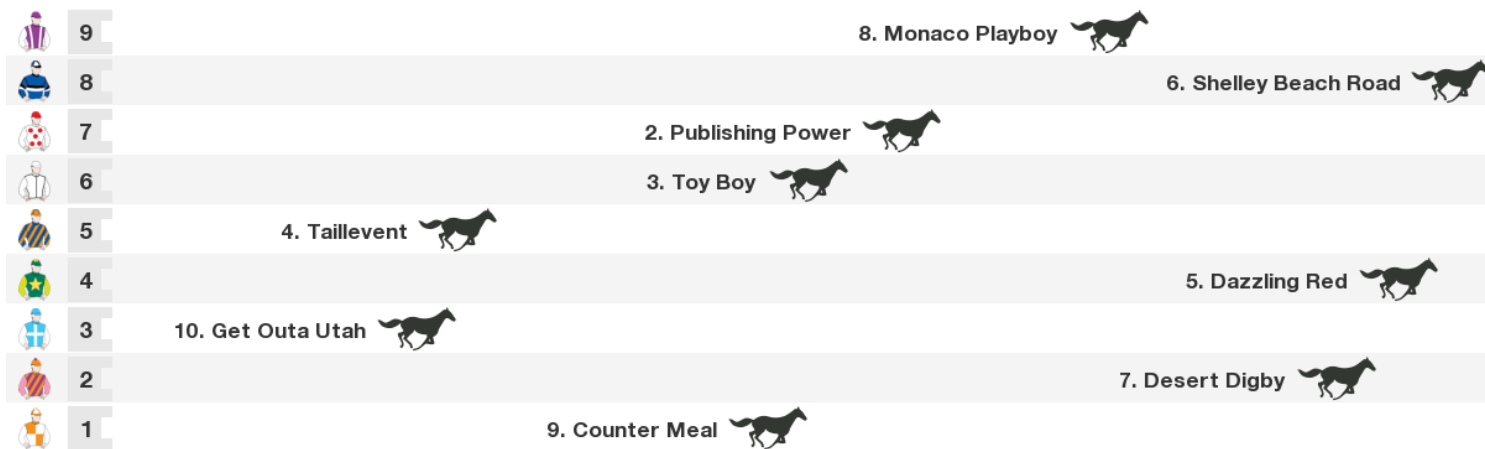 9 8. Monaco Playboy
8 6. Shelley Beach Road
7 2. Publishing Power
6 3. Toy Boy
5 4. Taillevent
4 5. Dazzling Red
3 10. Get Outa Utah
2 7. Desert Digby
1 9. Counter Meal